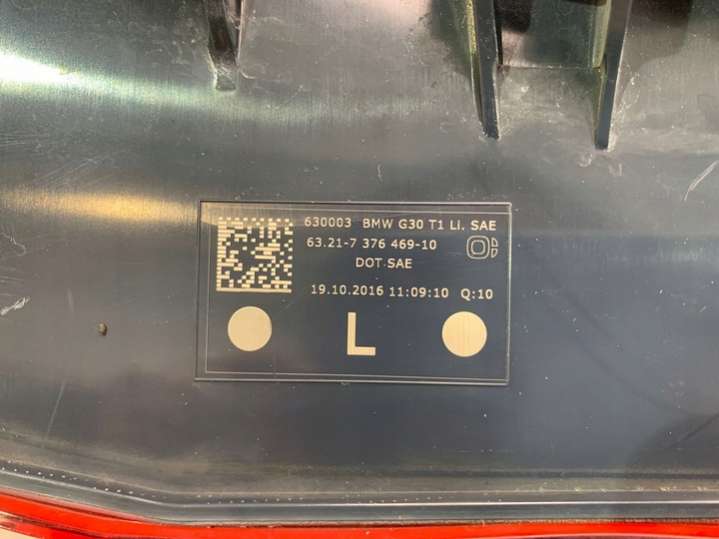 630003 BMW G30 T1 LI. SAE
63.21-7 376 469-10
DOT SAE
19.10.2016 11:09:10 Q:10
L